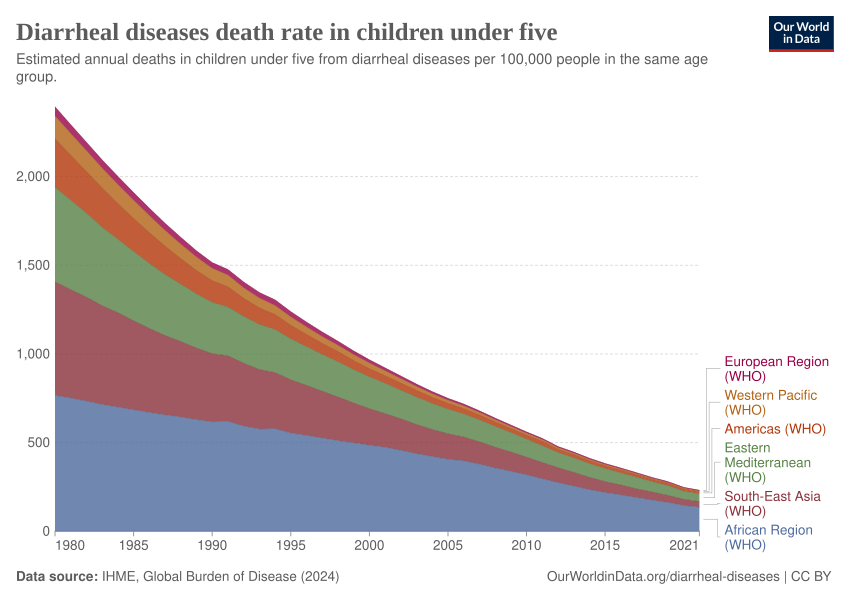 Diarrheal diseases death rate in children under five
Our World
in Data
Estimated annual deaths in children under five from diarrheal diseases per 100,000 people in the same age
group.
2,000
1,500
1,000
500
0
1980
1985
1990
1995
2000
2005
2010
2015
2021
European Region
(WHO)
Western Pacific
(WHO)
Americas (WHO)
Eastern
Mediterranean
(WHO)
South-East Asia
(WHO)
African Region
(WHO)
Data source: IHME, Global Burden of Disease (2024)
OurWorldinData.org/diarrheal-diseases | CC BY